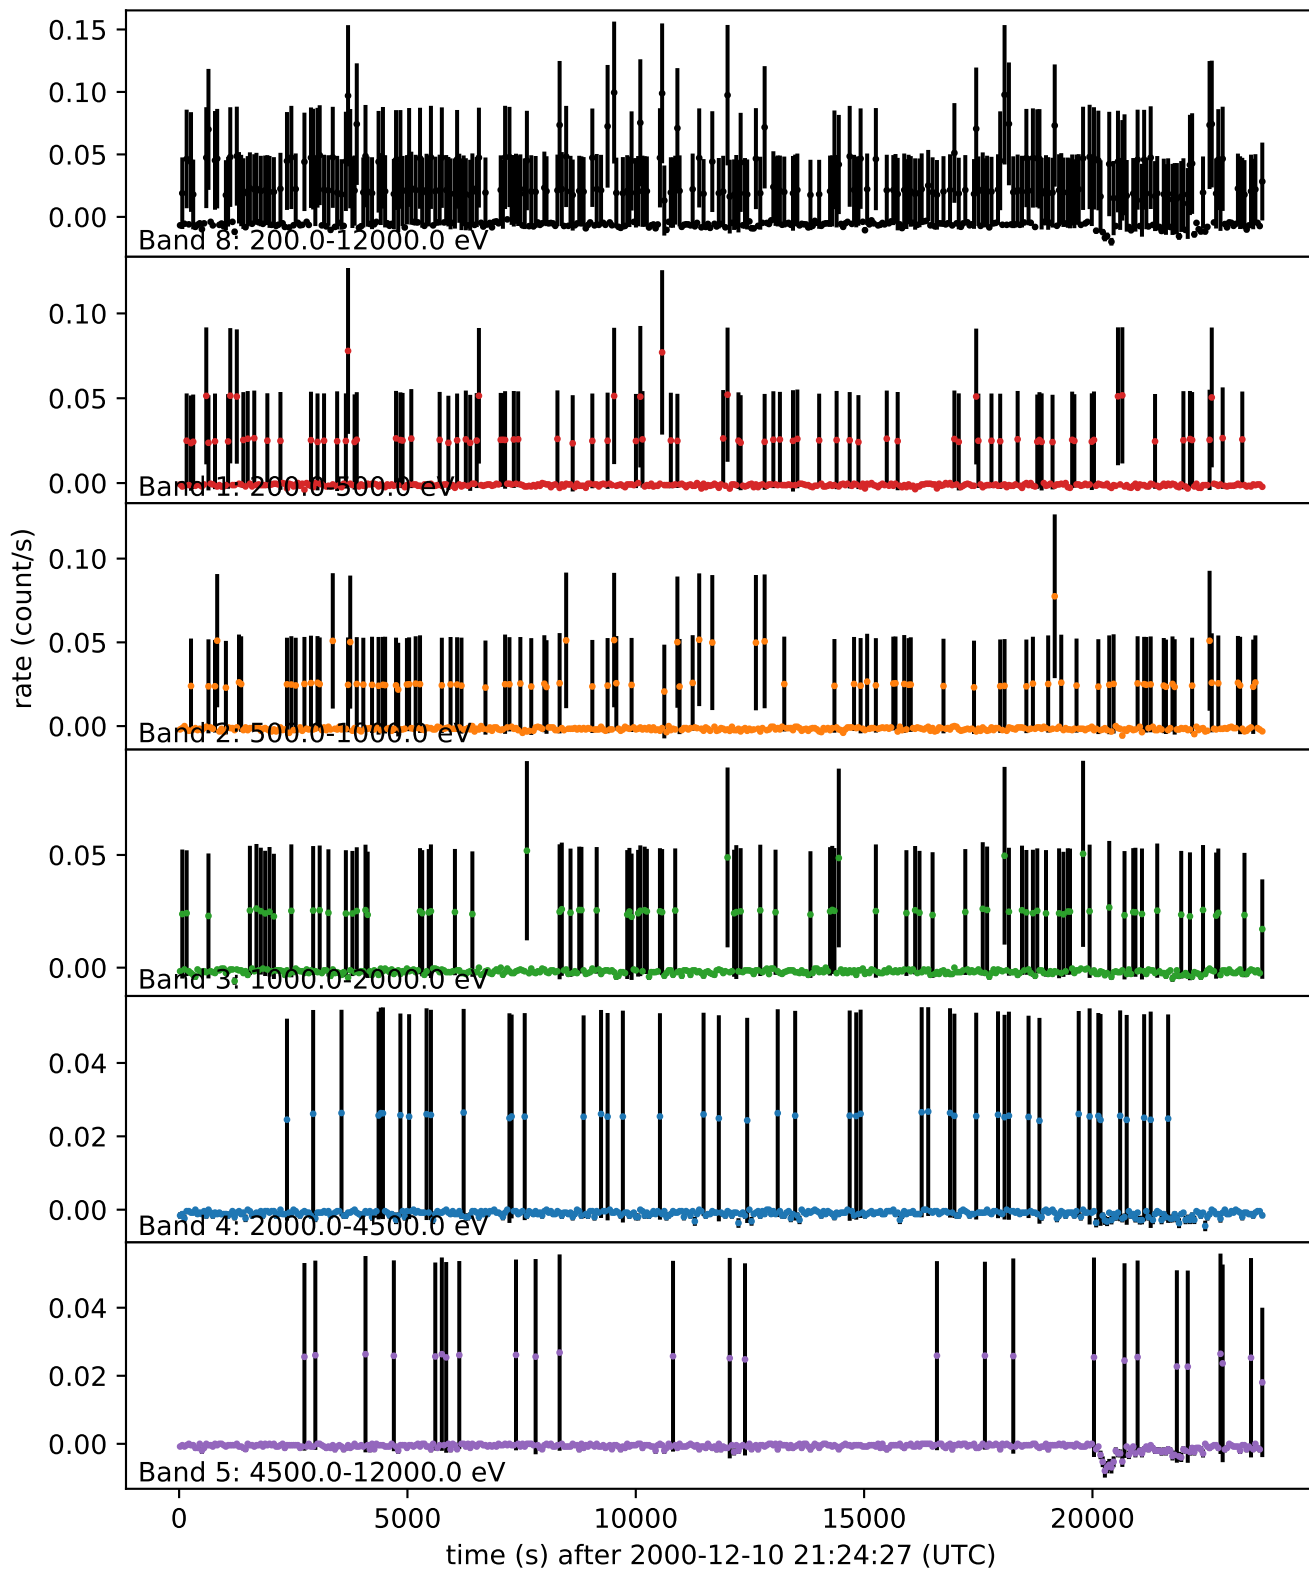 0.15
0.10
0.05
0.00
Band 8: 200.0-12000.0 eV
0.10
0.05
0.00
Band 1: 200.0-500.0 eV
rate (count/s)
0.10
0.05
0.00
Band 2: 500.0-1000.0 eV
0.05
0.00
Band 3: 1000.0-2000.0 eV
0.04
0.02
0.00
Band 4: 2000.0-4500.0 eV
0.04
0.02
0.00
Band 5: 4500.0-12000.0 eV
0 5000 10000 15000 20000
time (s) after 2000-12-10 21:24:27 (UTC)